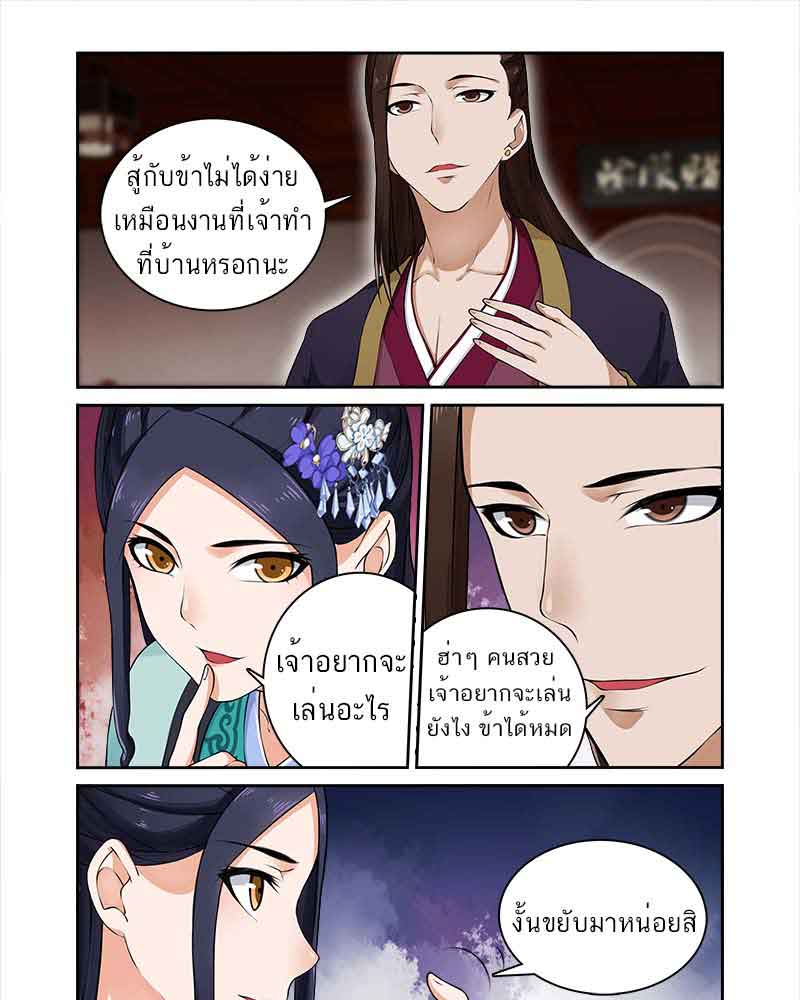 สู้กับข้าไม่ได้ง่าย
เหมือนงานที่เจ้าทำ
ที่บ้านหรอกนะ
เจ้าอยากจะ
เล่นอะไร
ฮ่าๆ คนสวย
เจ้าอยากจะเล่น
ยังไง ข้าได้หมด
งั้นขยับมาหน่อยสิ